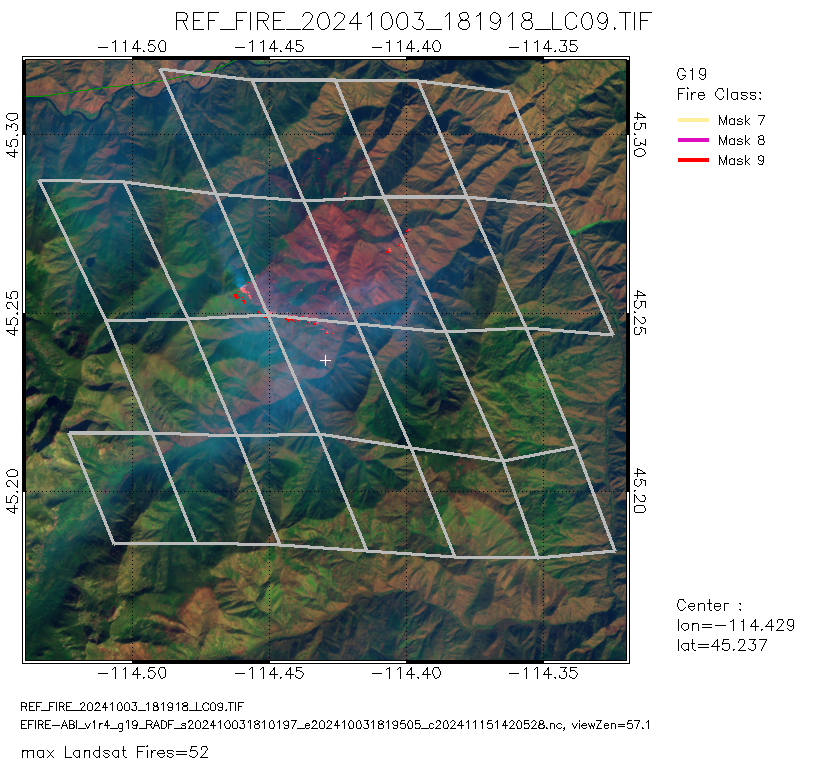 REF_FIRE_20241003_181918_LC09.TIF
−114.50 −114.45 −114.40 −114.35
G19
Fire Class:
Mask 7
Mask 8
Mask 9
45.30 45.30
45.25 45.25
45.20 45.20
Center :
lon=−114.429
lat=45.237
−114.50 −114.45 −114.40 −114.35
REF_FIRE_20241003_181918_LC09.TIF
EFIRE−ABI_v1r4_g19_RADF_s202410031810197_e202410031819505_c202411151420528.nc, viewZen=57.1
max Landsat Fires=52